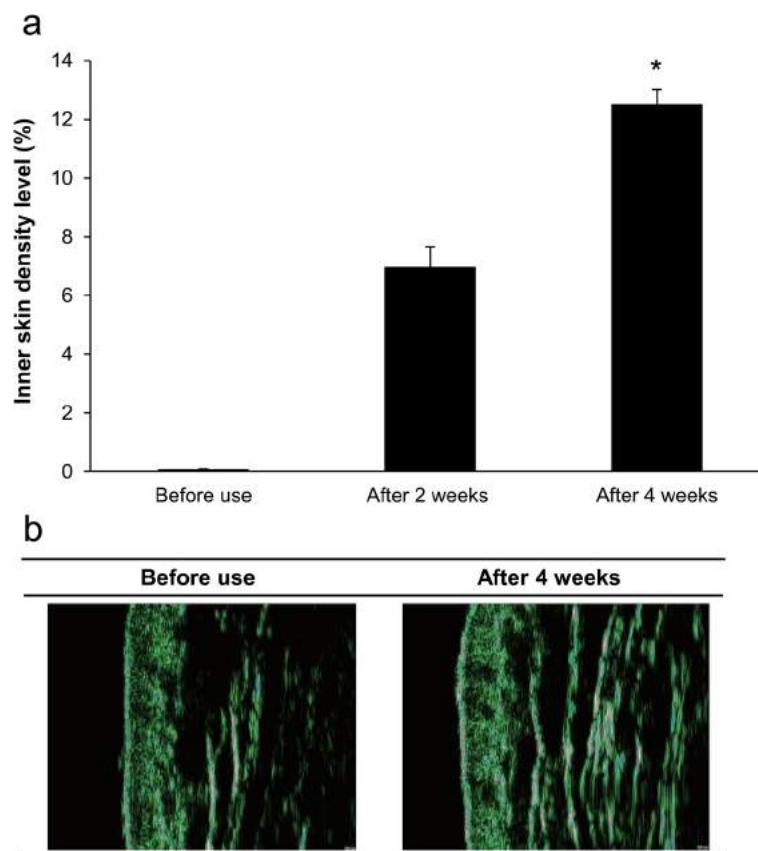 a
Inner skin density level (%)
14
12
10
8
6
4
2
0
*
Before use
After 2 weeks
After 4 weeks
b
Before use
After 4 weeks